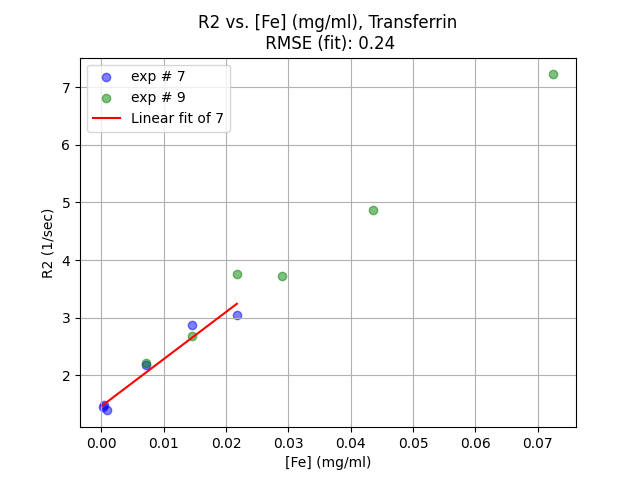 R2 vs. [Fe] (mg/ml), Transferrin
RMSE (fit): 0.24
exp # 7
exp # 9
Linear fit of 7
R2 (1/sec)
7
6
5
4
3
2
0.00 0.01 0.02 0.03 0.04 0.05 0.06 0.07
[Fe] (mg/ml)